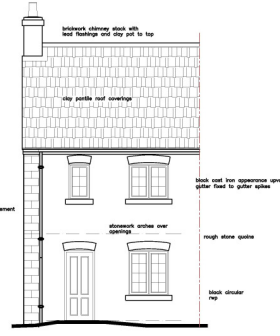 brickwork chimney stack with
lead flashings and clay pot to top
clay pantile roof coverings
black cast iron appearance upvc
gutter fixed to gutter spikes
ement
stonework arches over
openings
rough stone quoins
black circular
rwp